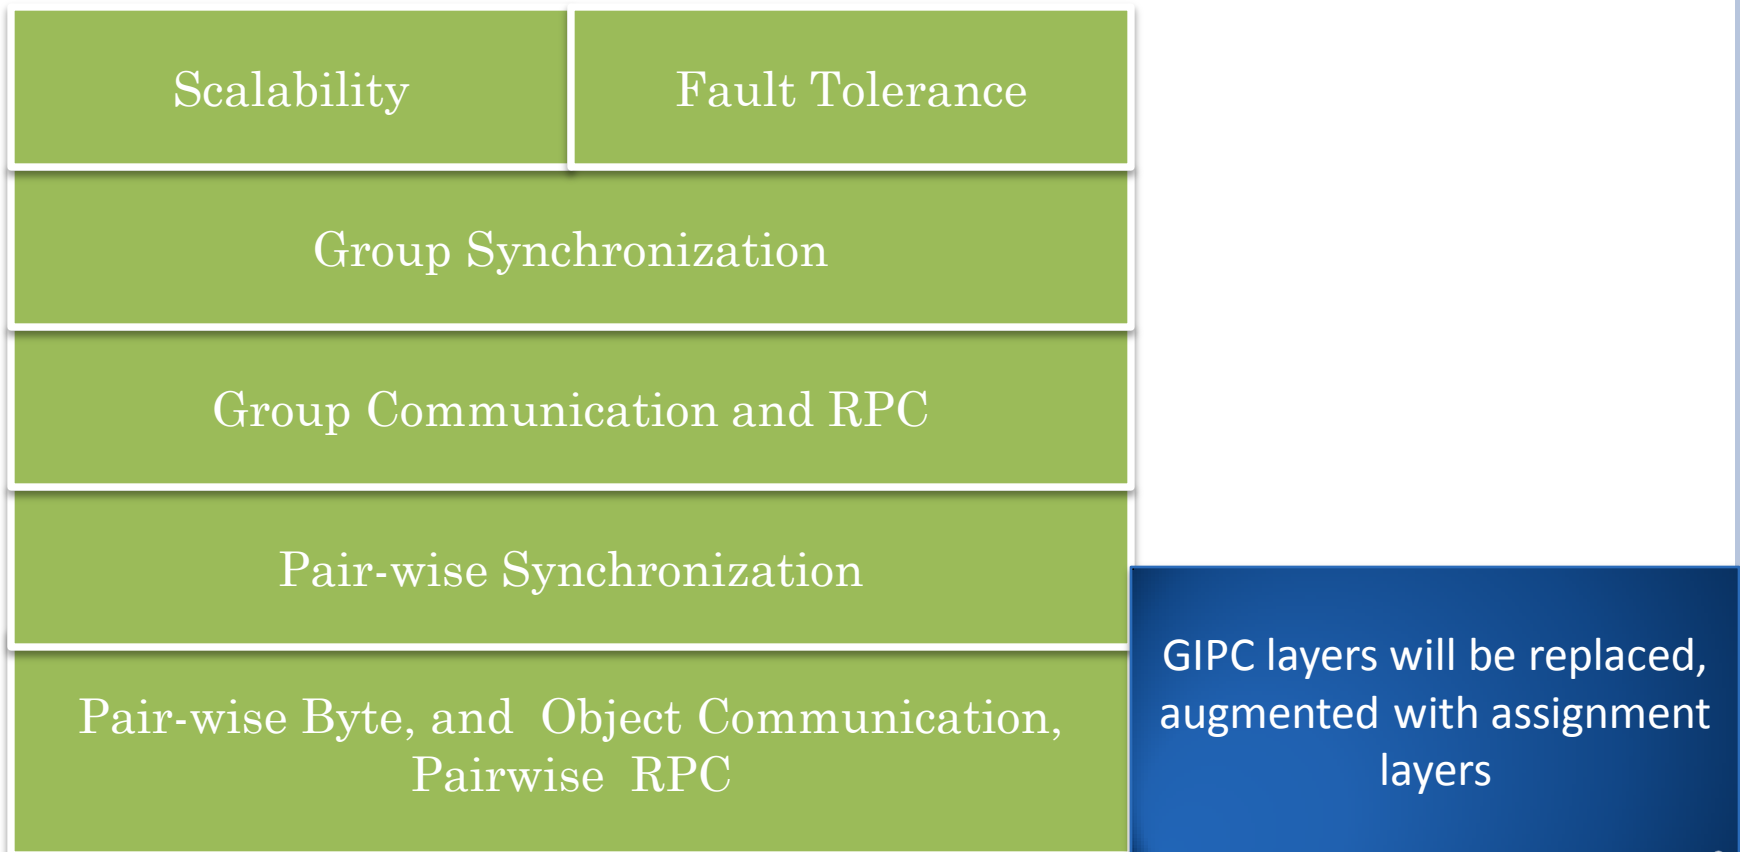 Scalability
Fault Tolerance
Group Synchronization
Group Communication and RPC
Pair-wise Synchronization
Pair-wise Byte, and  Object Communication,
Pairwise  RPC
GIPC layers will be replaced,
augmented with assignment
layers